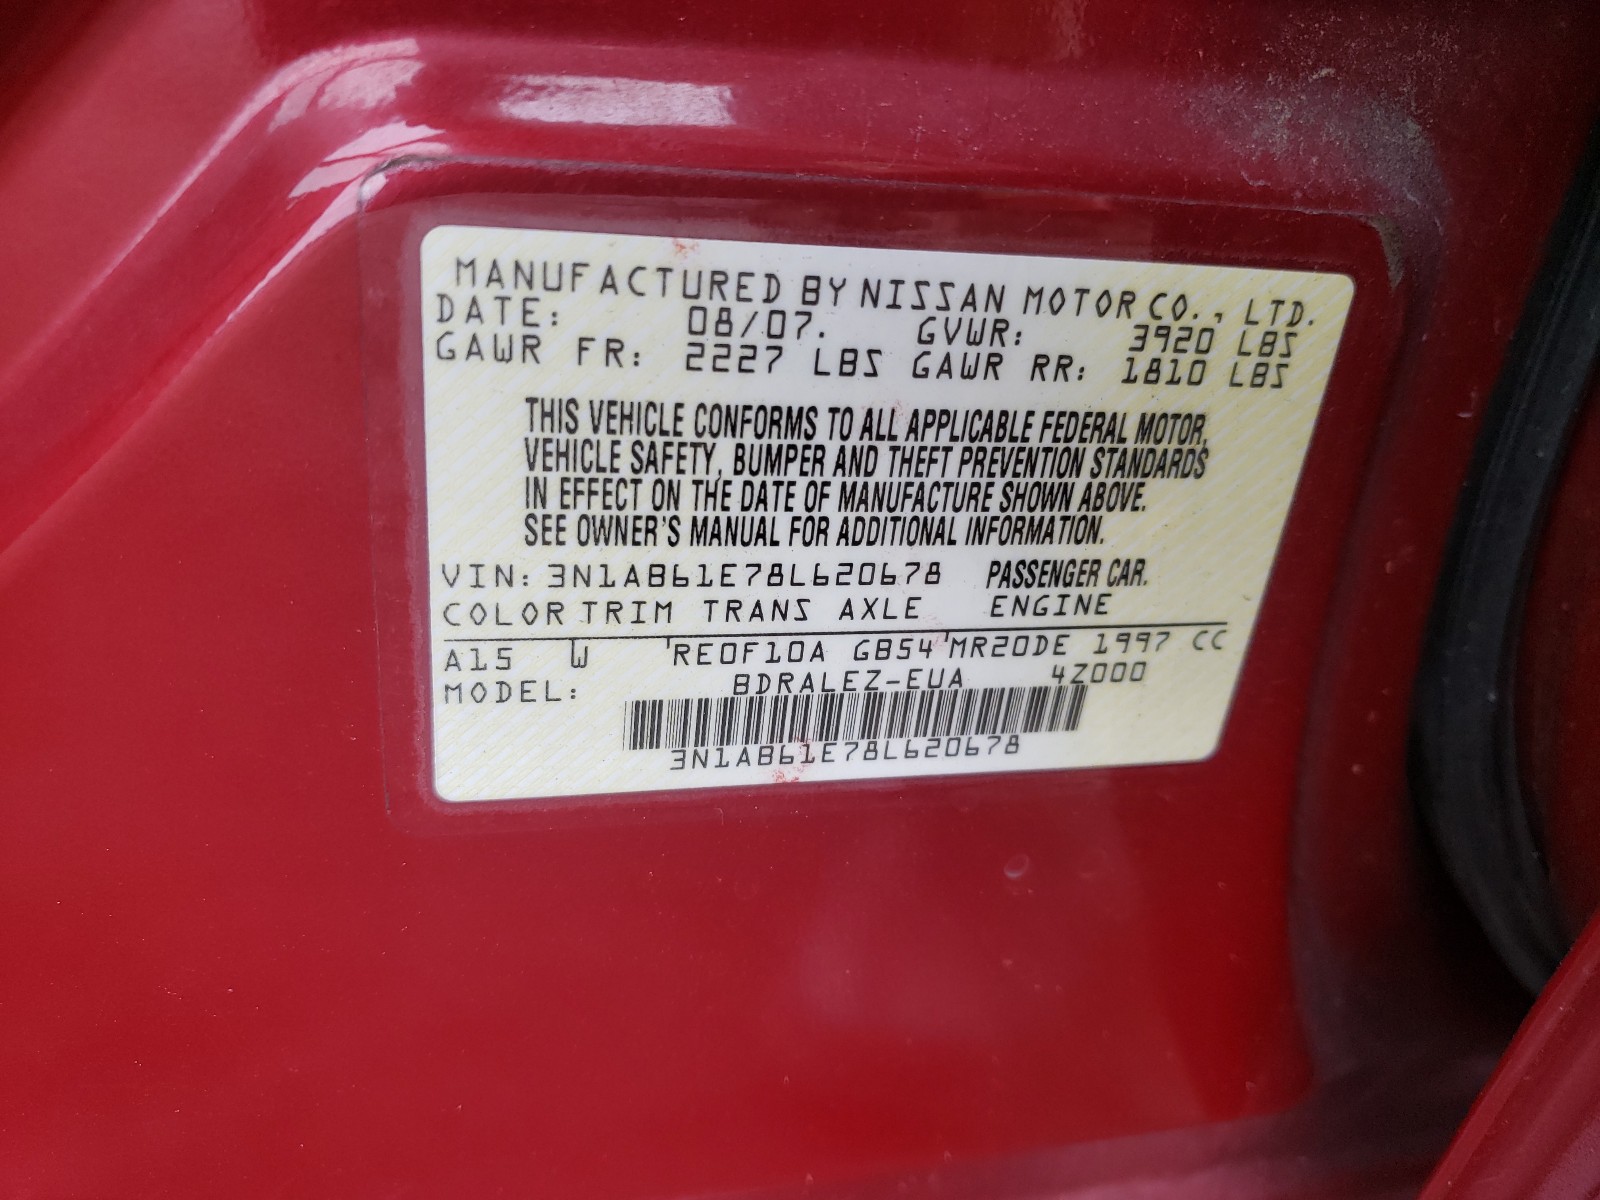 MANUFACTURED BY NISSAN MOTOR CO., LTD.
DATE: 08/07. GVWR: 3920 LBS
GAWR FR: 2227 LBS GAWR RR: 1810 LBS
THIS VEHICLE CONFORMS TO ALL APPLICABLE FEDERAL MOTOR,
VEHICLE SAFETY, BUMPER AND THEFT PREVENTION STANDARDS
IN EFFECT ON THE DATE OF MANUFACTURE SHOWN ABOVE.
SEE OWNER'S MANUAL FOR ADDITIONAL INFORMATION.
VIN: 3N1AB61E78L620678 PASSENGER CAR.
COLOR TRIM TRANS AXLE ENGINE
A15 W 'RE0F10A GB54'MR20DE 1997 CC
MODEL: BDRALEZ-EUA 4Z000
3N1AB61E78L620678